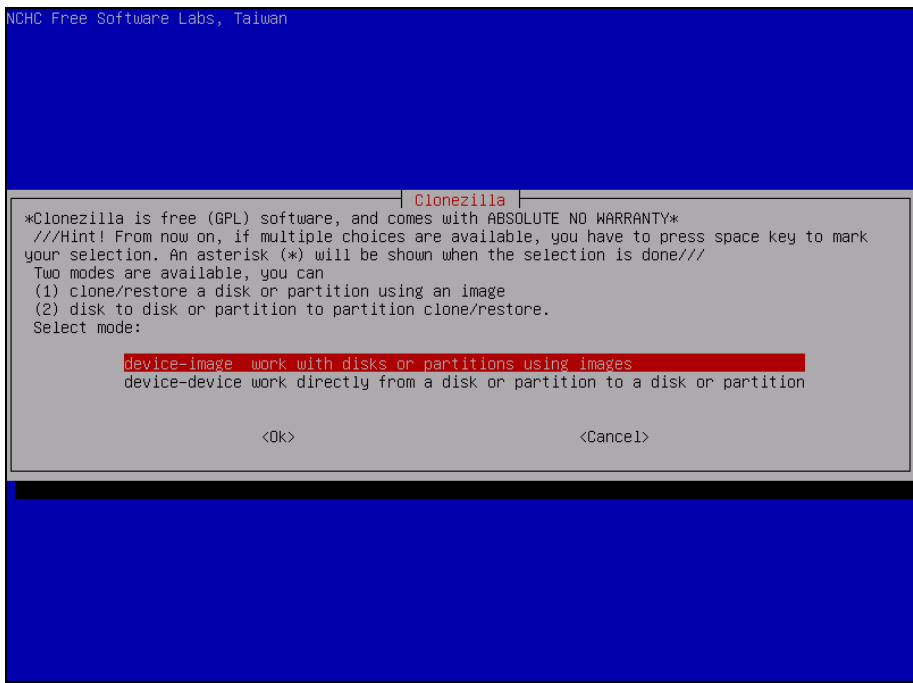 NCHC Free Software Labs, Taiwan
Clonezilla
*Clonezilla is free (GPL) software, and comes with ABSOLUTE NO WARRANTY*
///Hint! From now on, if multiple choices are available, you have to press space key to mark
your selection. An asterisk (*) will be shown when the selection is done///
Two modes are available, you can
(1) clone/restore a disk or partition using an image
(2) disk to disk or partition to partition clone/restore.
Select mode:
device-image work with disks or partitions using images
device-device work directly from a disk or partition to a disk or partition
<Ok> <Cancel>